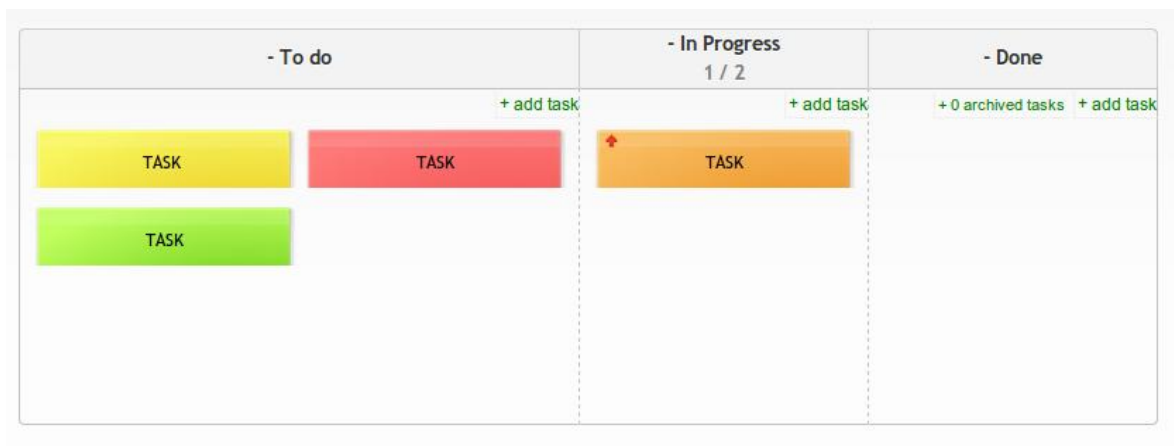 - To do
- In Progress
1 / 2
- Done
+ add task
+ add task
+ 0 archived tasks + add task
TASK
TASK
TASK
TASK